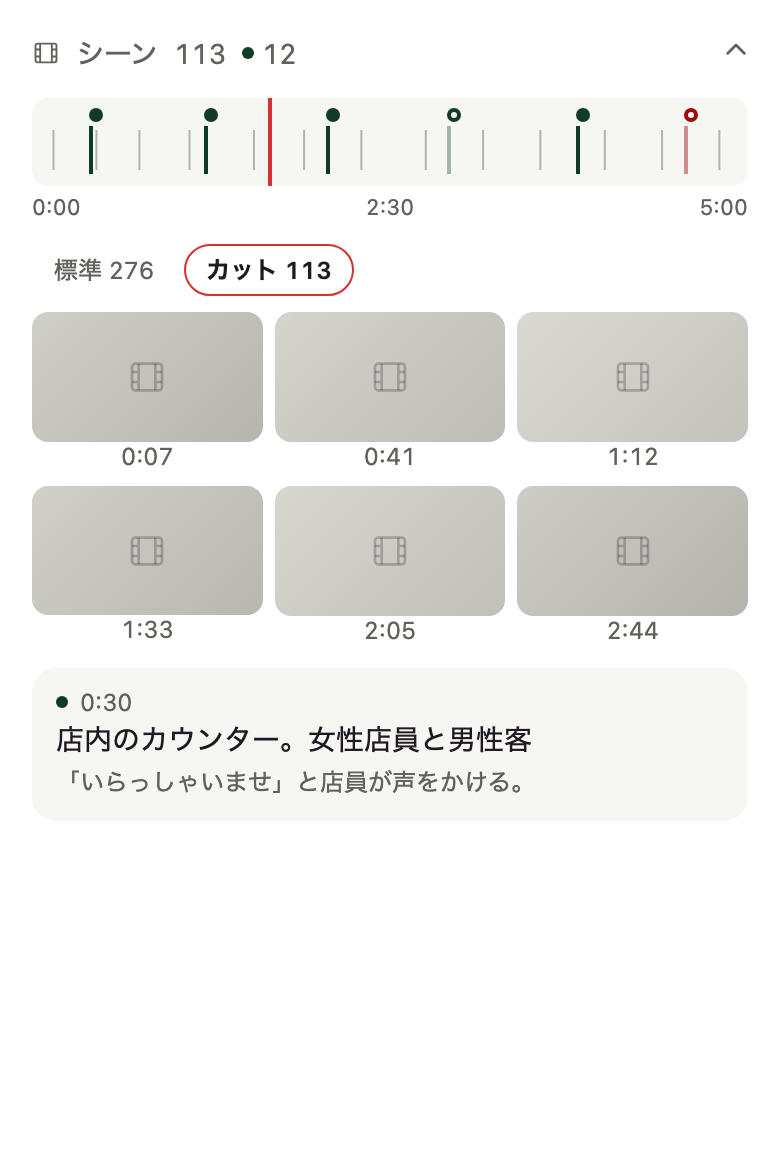 シーン 113 12
0:00 2:30 5:00
標準 276 カット 113
0:07 0:41 1:12
1:33 2:05 2:44
0:30
店内のカウンター。女性店員と男性客
「いらっしゃいませ」と店員が声をかける。